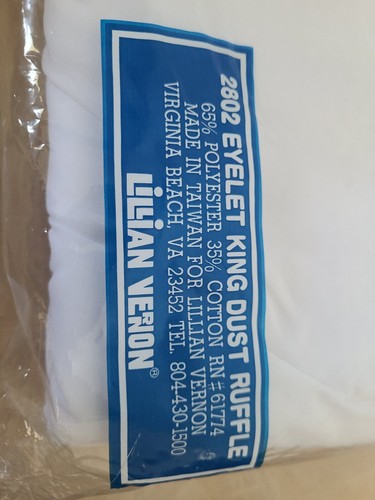 2802 EYELET KING DUST RUFFLE
65% POLYESTER 35% COTTON RN#61774
MADE IN TAIWAN FOR LILLIAN VERNON
VIRGINIA BEACH, VA 23452 TEL. 804-430-1500
LILLIAN VERNON®